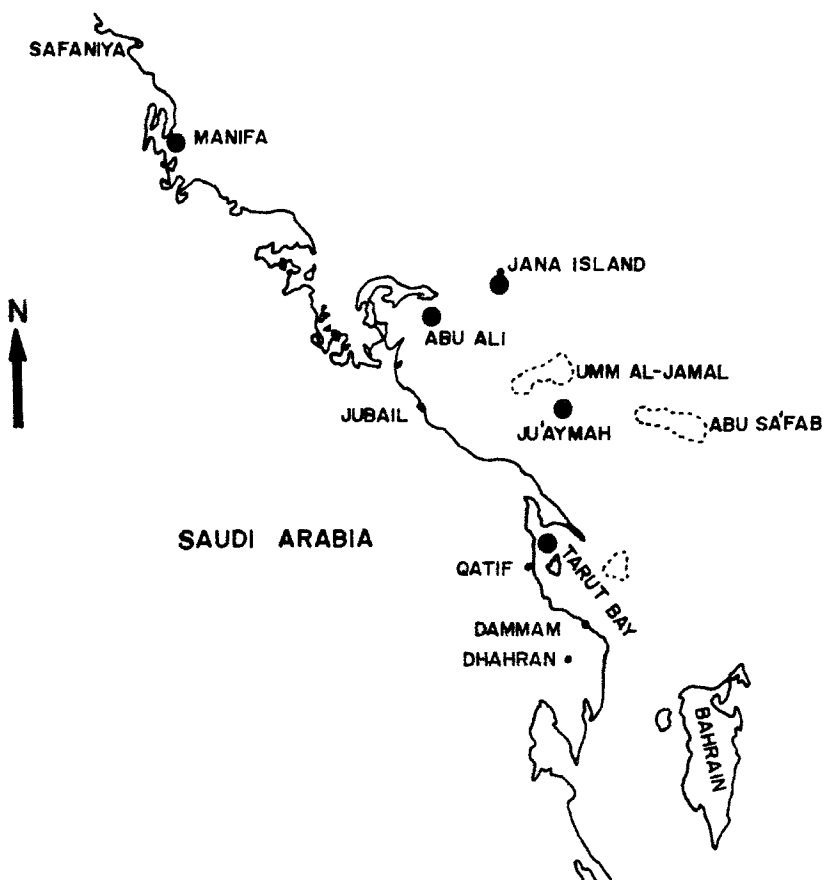 SAFANIYA
MANIFA
JANA ISLAND
N
ABU ALI
UMM AL-JAMAL
JUBAIL
JU'AYMAH
ABU SA'FAB
SAUDI ARABIA
QATIF
TARUT BAY
DAMMAM
DHAHRAN
BAHRAIN